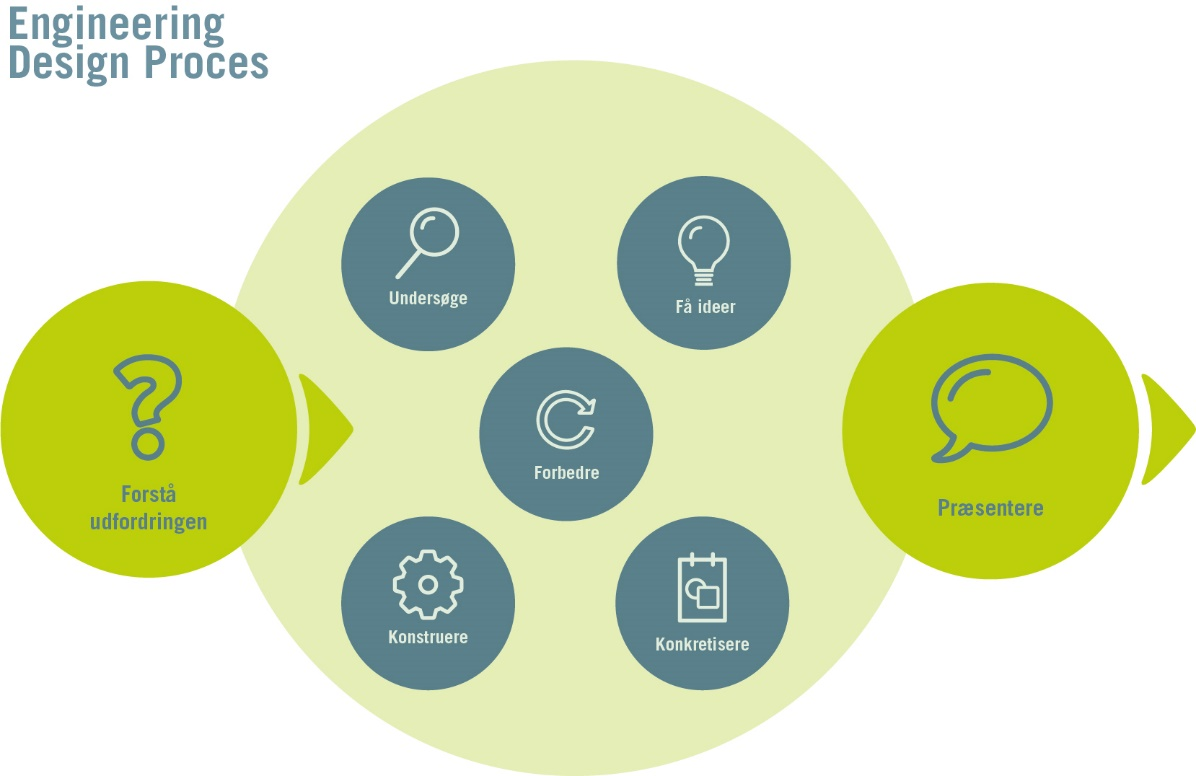 Engineering
Design Proces
Undersøge
Få ideer
Forstå
udfordringen
Forbedre
Præsentere
Konstruere
Konkretisere